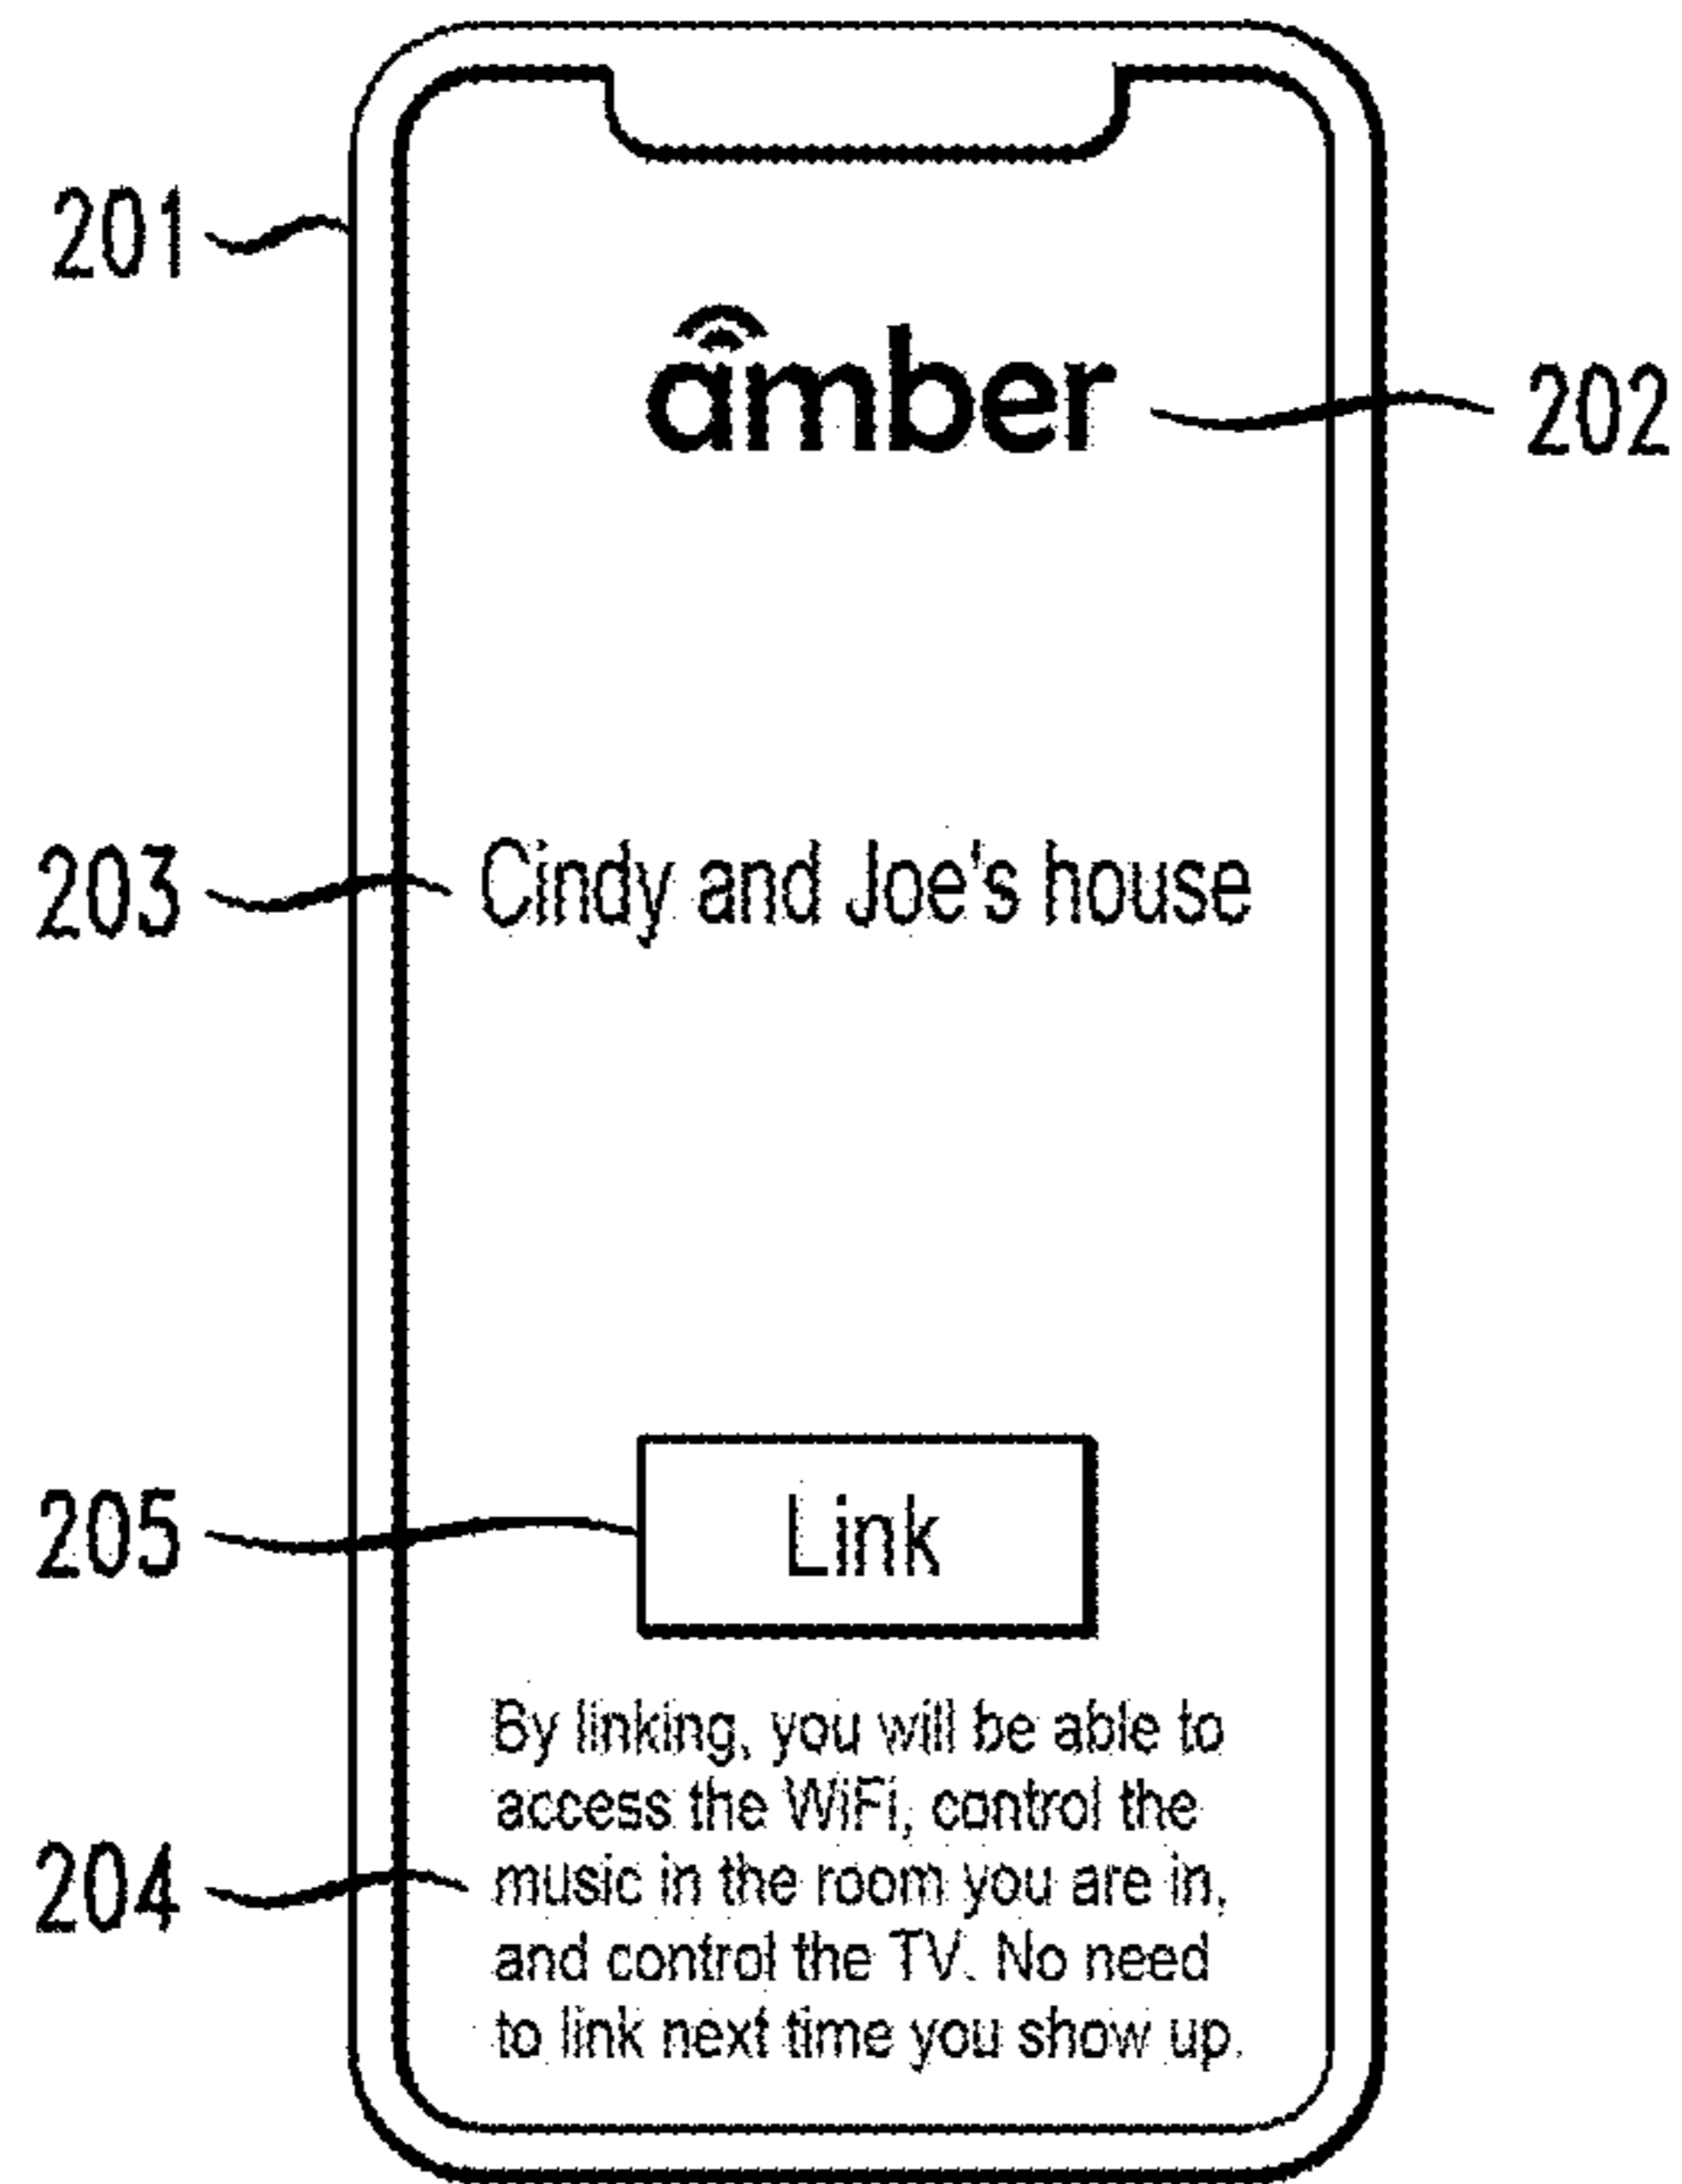 201
amber
202
203
Cindy and Joe's house
205
Link
By linking, you will be able to
access the WiFi, control the
204
music in the room you are in,
and control the TV. No need
to link next time you show up.